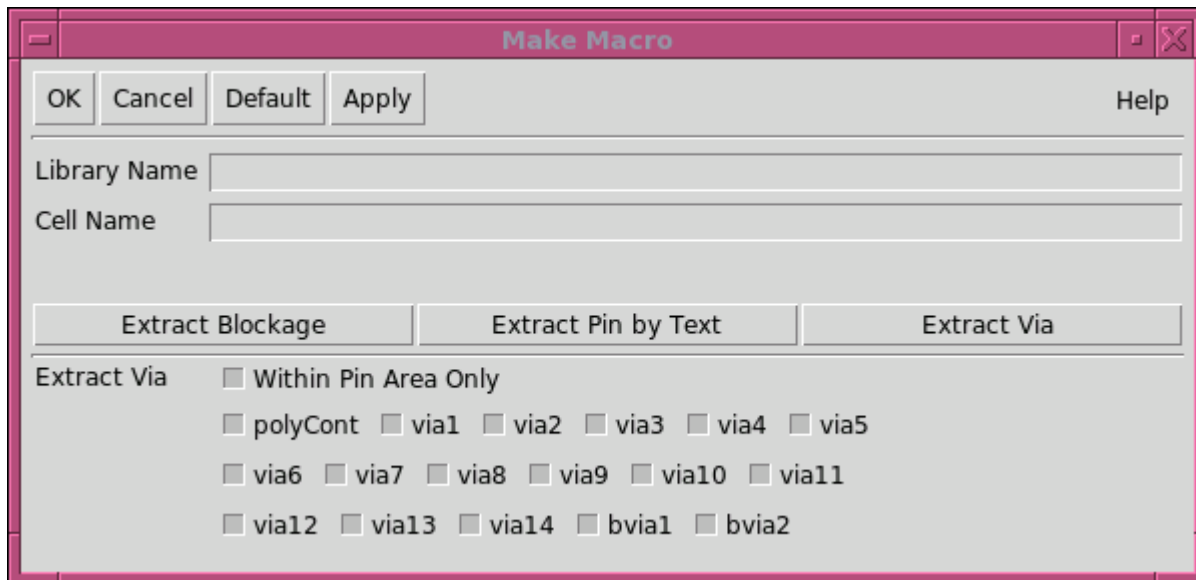 Make Macro
OK Cancel Default Apply Help
Library Name
Cell Name
Extract Blockage Extract Pin by Text Extract Via
Extract Via Within Pin Area Only
polyCont via1 via2 via3 via4 via5
via6 via7 via8 via9 via10 via11
via12 via13 via14 bvia1 bvia2